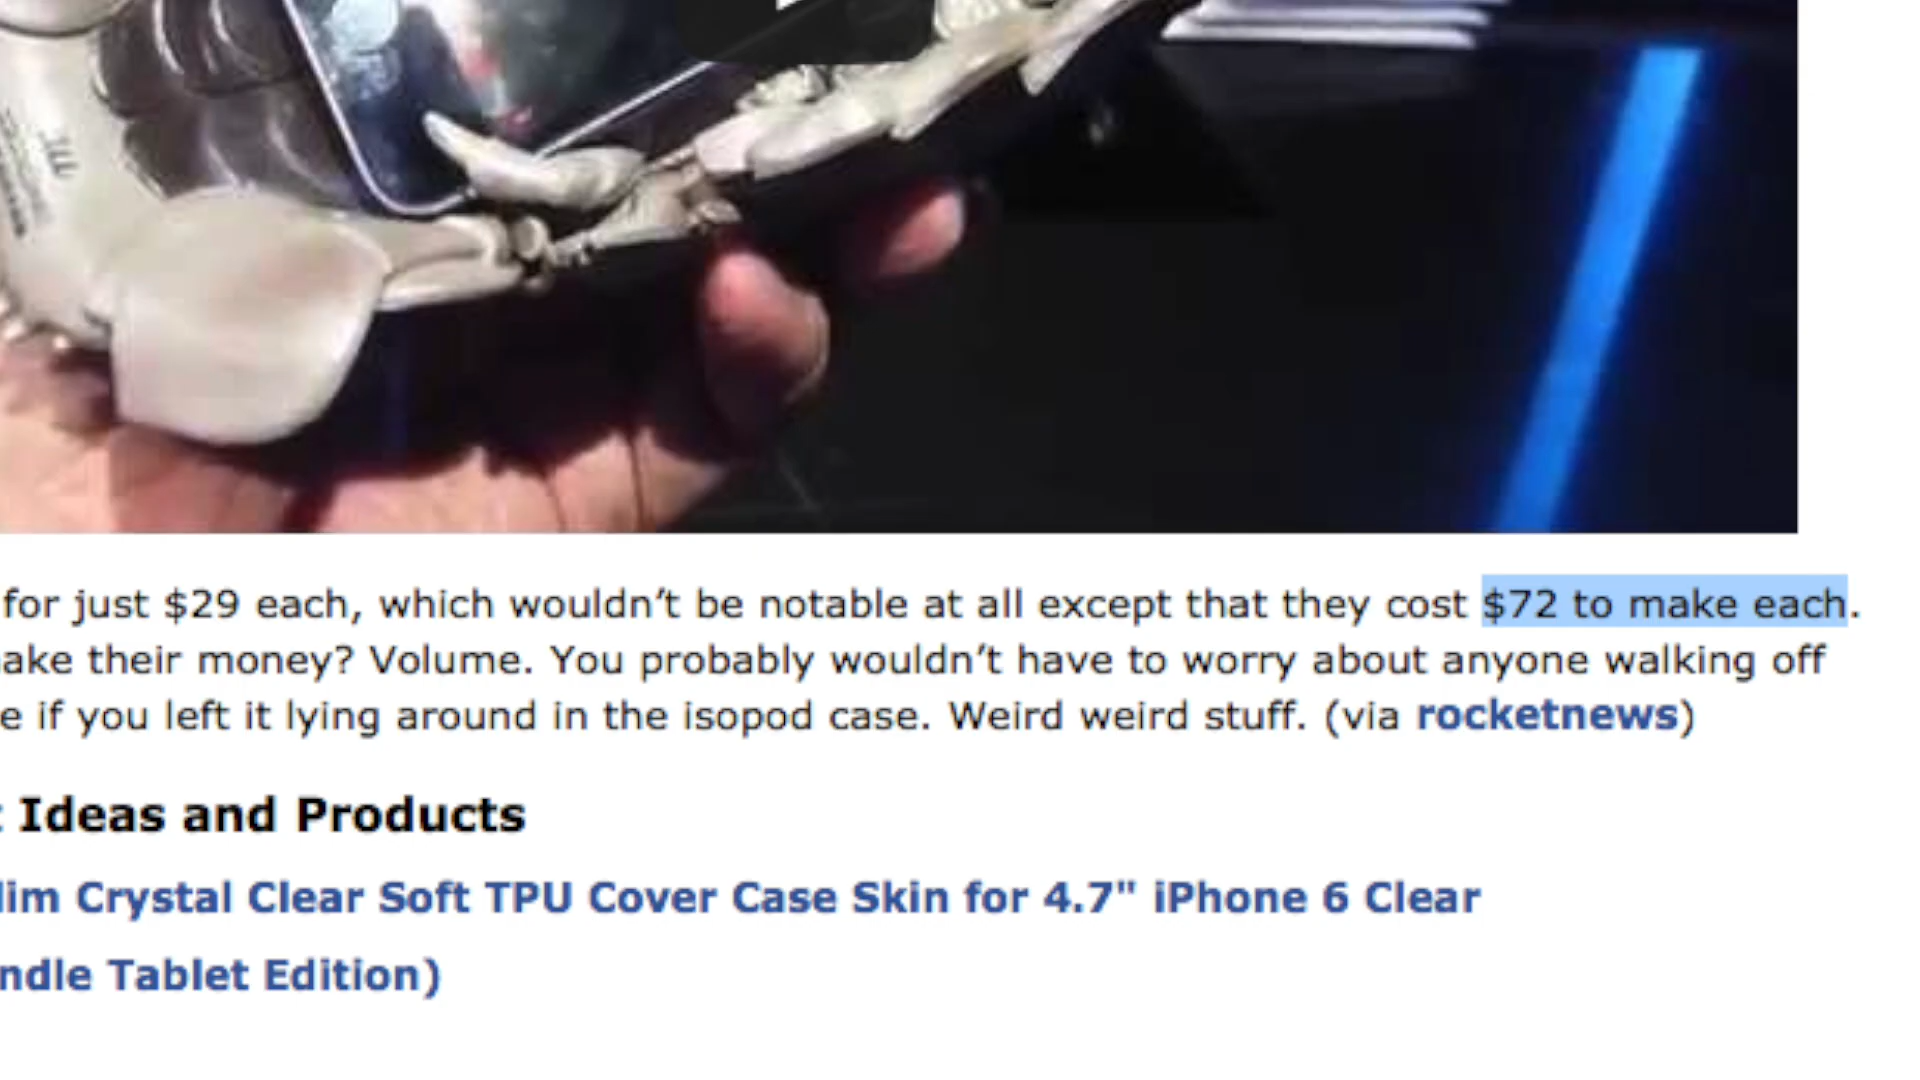 for just $29 each, which wouldn’t be notable at all except that they cost $72 to make each.
ake their money? Volume. You probably wouldn’t have to worry about anyone walking off
e if you left it lying around in the isopod case. Weird weird stuff. (via rocketnews)
Ideas and Products
lim Crystal Clear Soft TPU Cover Case Skin for 4.7" iPhone 6 Clear
ndle Tablet Edition)